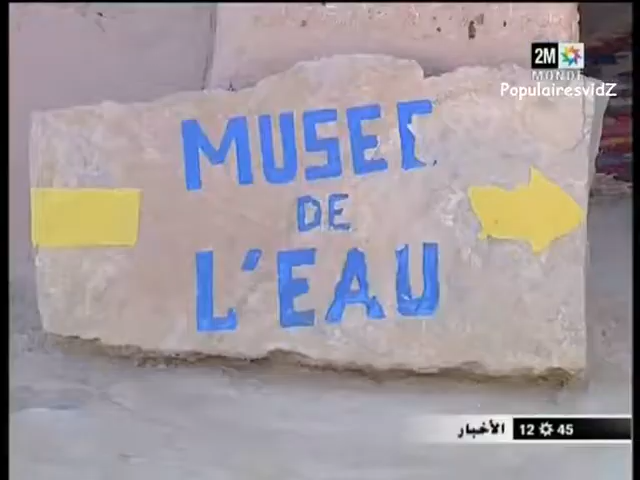 2M
MONDE
PopulairesvidZ
MUSEE
DE
L'EAU
الأخبار
12 45